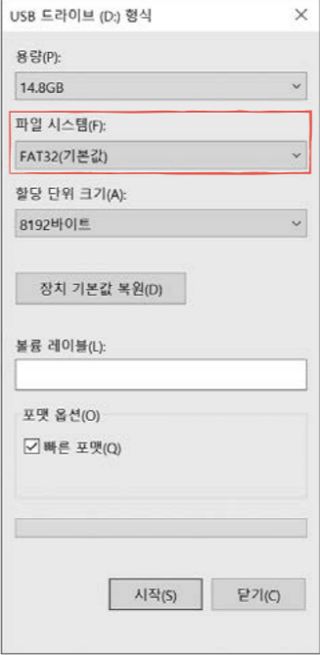 USB 드라이브 (D:) 형식
용량(P):
14.8GB
파일 시스템(F):
FAT32(기본값)
할당 단위 크기(A):
8192바이트
장치 기본값 복원(D)
볼륨 레이블(L):
포맷 옵션(O)
빠른 포맷(Q)
시작(S) 닫기(C)